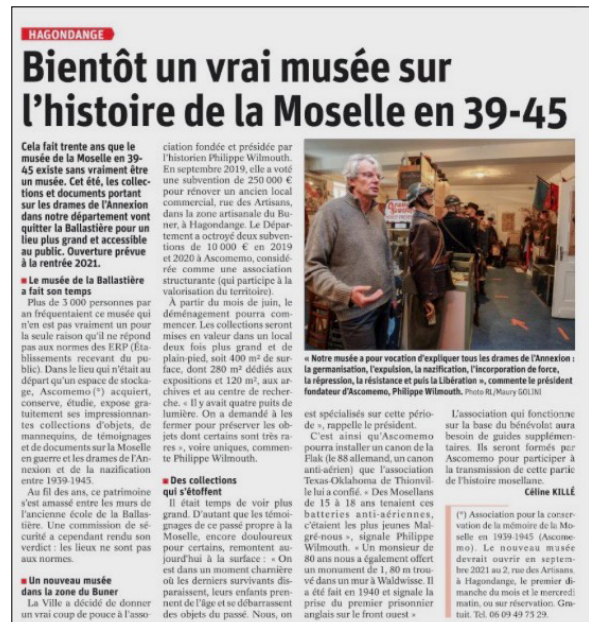 HAGONDANGE
Bientôt un vrai musée sur
l'histoire de la Moselle en 39-45
Cela fait trente ans que le
musée de la Moselle en 39-
45 existe sans vraiment être
un musée. Cet été, les collec-
tions et documents portant
sur les drames de l'Annexion
dans notre département vont
quitter la Ballastière pour un
lieu plus grand et accessible
au public. Ouverture prévue
à la rentrée 2021.
■ Le musée de la Ballastière
a fait son temps
Plus de 3 000 personnes par
an fréquentaient ce musée qui
n'en est pas vraiment un pour
la seule raison qu'il ne répond
pas aux normes des ERP (Éta-
blissements recevant du pu-
blic). Dans le lieu qui n'était au
départ qu'un espace de stocka-
ge, Ascomemo (*) acquiert,
conserve, étudie, expose gra-
tuitement ses impressionnan-
tes collections d'objets, de
mannequins, de témoignages
et de documents sur la Moselle
en guerre et les drames de l'An-
nexion et de la nazification
entre 1939-1945.
Au fil des ans, ce patrimoine
s'est amassé entre les murs de
l'ancienne école de la Ballas-
tière. Une commission de sé-
curité a cependant rendu son
verdict : les lieux ne sont pas
aux normes.
■ Un nouveau musée
dans la zone du Buner
La Ville a décidé de donner
un vrai coup de pouce à l'asso-
ciation fondée et présidée par
l'historien Philippe Wilmouth.
En septembre 2019, elle a voté
une subvention de 250 000 €
pour rénover un ancien local
commercial, rue des Artisans,
dans la zone artisanale du Bu-
ner, à Hagondange. Le Dépar-
tement a octroyé deux subven-
tions de 10 000 € en 2019
et 2020 à Ascomemo, considé-
rée comme une association
structurante (qui participe à la
valorisation du territoire).
À partir du mois de juin, le
déménagement pourra com-
mencer. Les collections seront
mises en valeur dans un local
deux fois plus grand et de
plain-pied, soit 400 m² de sur-
face, dont 280 m² dédiés aux
expositions et 120 m², aux ar-
chives et au centre de recher-
che. « Il y avait quatre puits de
lumière. On a demandé à les
fermer pour préserver les ob-
jets dont certains sont très ra-
res », voire uniques, commen-
te Philippe Wilmouth.
■ Des collections
qui s'étoffent
Il était temps de voir plus
grand. D'autant que les témoi-
gnages de ce passé propre à la
Moselle, encore douloureux
pour certains, remontent au-
jourd'hui à la surface : « On
est dans un moment charnière
où les derniers survivants dis-
paraissent, leurs enfants pren-
nent de l'âge et se débarrassent
des objets du passé. Nous, on
« Notre musée a pour vocation d'expliquer tous les drames de l'Annexion :
la germanisation, l'expulsion, la nazification, l'incorporation de force,
la répression, la résistance et puis la Libération », commente le président
fondateur d'Ascomemo, Philippe Wilmouth. Photo RL/Maury GOLINI
est spécialisés sur cette pério-
de », rappelle le président.
C'est ainsi qu'Ascomemo
pourra installer un canon de la
Flak (le 88 allemand, un canon
anti-aérien) que l'association
Texas-Oklahoma de Thionvil-
le lui a confié. « Des Mosellans
de 15 à 18 ans tenaient ces
batteries anti-aériennes,
c'étaient les plus jeunes Mal-
gré-nous », signale Philippe
Wilmouth. « Un monsieur de
80 ans nous a également offert
un monument de 1, 80 m trou-
vé dans un mur à Waldwisse. Il
a été fait en 1940 et signale la
prise du premier prisonnier
anglais sur le front ouest »
L'association qui fonctionne
sur la base du bénévolat aura
besoin de guides supplémen-
taires. Ils seront formés par
Ascomemo pour participer à
la transmission de cette partie
de l'histoire mosellane.
Céline KILLÉ
(*) Association pour la conser-
vation de la mémoire de la Mo-
selle en 1939-1945 (Ascome-
mo). Le nouveau musée
devrait ouvrir en septem-
bre 2021 au 2, rue des Artisans,
à Hagondange, le premier di-
manche du mois et le mercredi
matin, ou sur réservation. Gra-
tuit. Tél. 06 09 49 75 29.